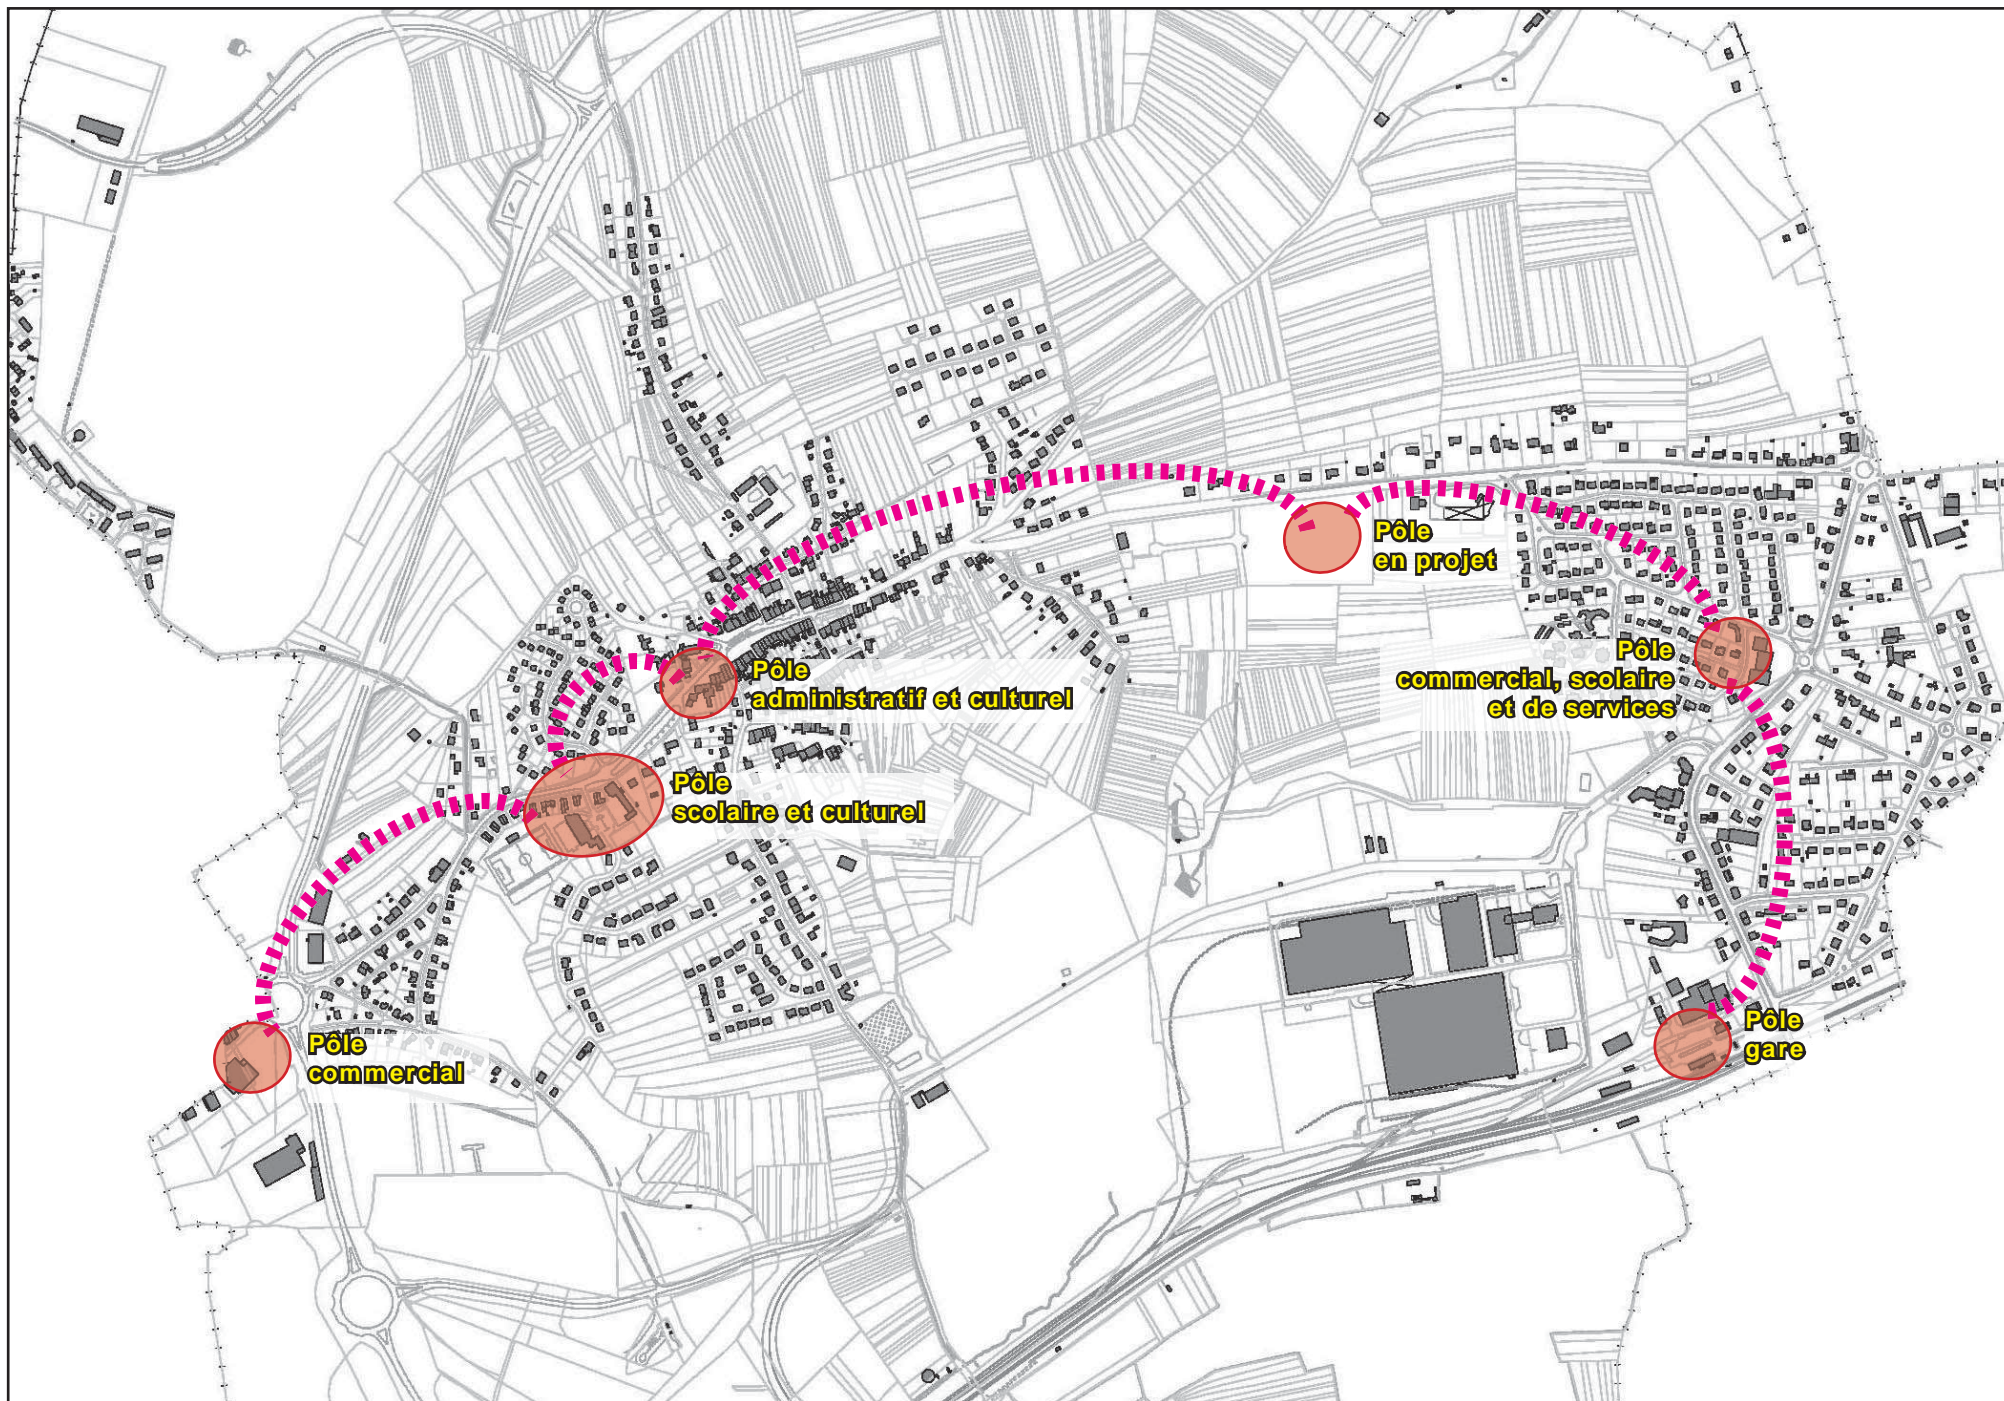 Pôle
en projet
Pôle
commercial, scolaire
et de services
Pôle
administratif et culturel
Pôle
scolaire et culturel
Pôle
commercial
Pôle
gare